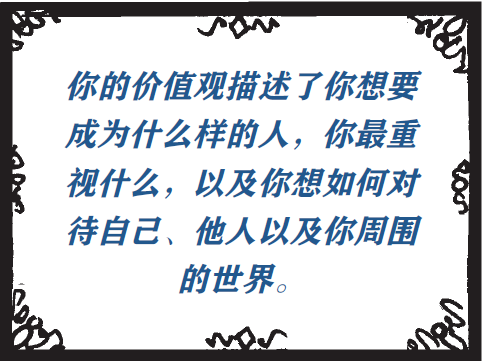 你的价值观描述了你想要
成为什么样的人，你最重
视什么，以及你想如何对
待自己、他人以及你周围
的世界。